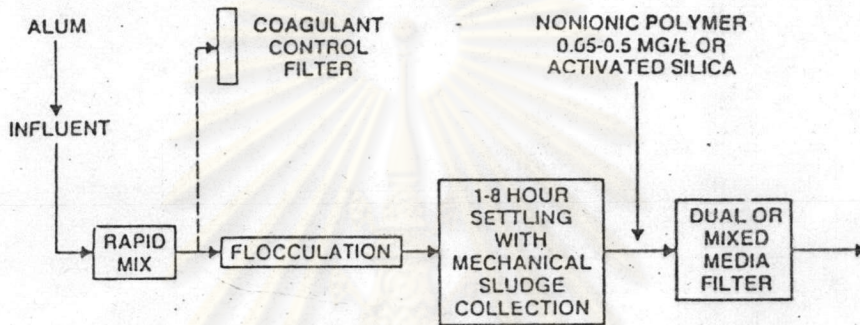 ALUM
INFLUENT
COAGULANT
CONTROL
FILTER
NONIONIC POLYMER
0.05-0.5 MG/L OR
ACTIVATED SILICA
RAPID
MIX
FLOCCULATION
1-8 HOUR
SETTLING
WITH
MECHANICAL
SLUDGE
COLLECTION
DUAL OR
MIXED
MEDIA
FILTER